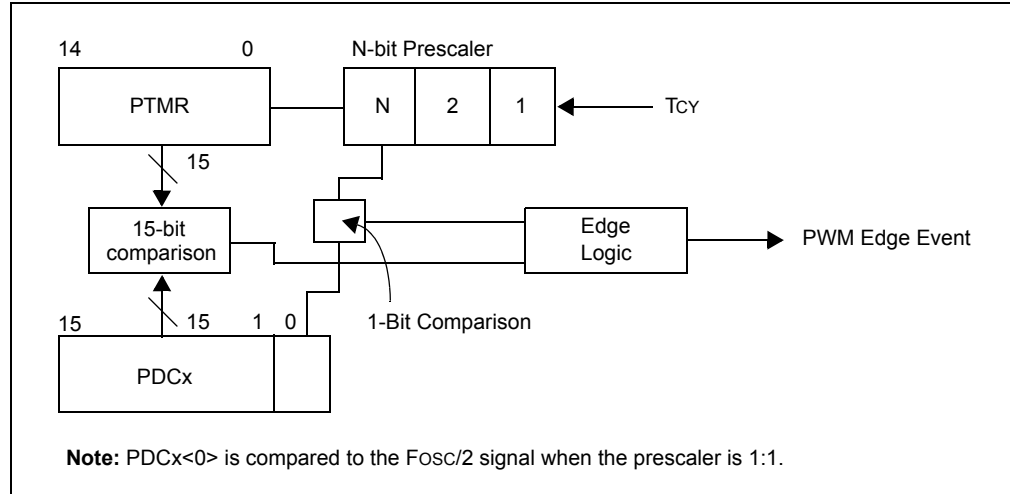 14 0 N-bit Prescaler
PTMR N 2 1 TCY
15
15-bit
comparison
Edge
Logic
PWM Edge Event
15 15 1 0 1-Bit Comparison
PDCx
Note: PDCx<0> is compared to the FOSC/2 signal when the prescaler is 1:1.